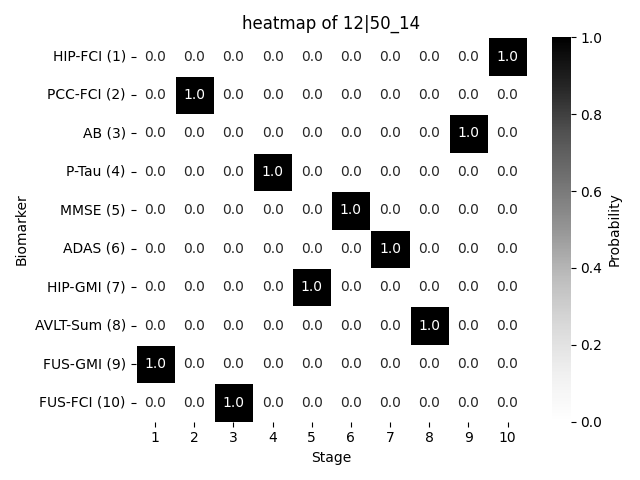 heatmap of 12|50_14
HIP-FCI (1) 0.0 0.0 0.0 0.0 0.0 0.0 0.0 0.0 0.0 1.0
PCC-FCI (2) 0.0 1.0 0.0 0.0 0.0 0.0 0.0 0.0 0.0 0.0
AB (3) 0.0 0.0 0.0 0.0 0.0 0.0 0.0 0.0 1.0 0.0
P-Tau (4) 0.0 0.0 0.0 1.0 0.0 0.0 0.0 0.0 0.0 0.0
MMSE (5) 0.0 0.0 0.0 0.0 0.0 1.0 0.0 0.0 0.0 0.0
ADAS (6) 0.0 0.0 0.0 0.0 0.0 0.0 1.0 0.0 0.0 0.0
HIP-GMI (7) 0.0 0.0 0.0 0.0 1.0 0.0 0.0 0.0 0.0 0.0
AVLT-Sum (8) 0.0 0.0 0.0 0.0 0.0 0.0 0.0 1.0 0.0 0.0
FUS-GMI (9) 1.0 0.0 0.0 0.0 0.0 0.0 0.0 0.0 0.0 0.0
FUS-FCI (10) 0.0 0.0 1.0 0.0 0.0 0.0 0.0 0.0 0.0 0.0
1 2 3 4 5 6 7 8 9 10
Stage
Biomarker
1.0
0.8
0.6
0.4
0.2
0.0
Probability